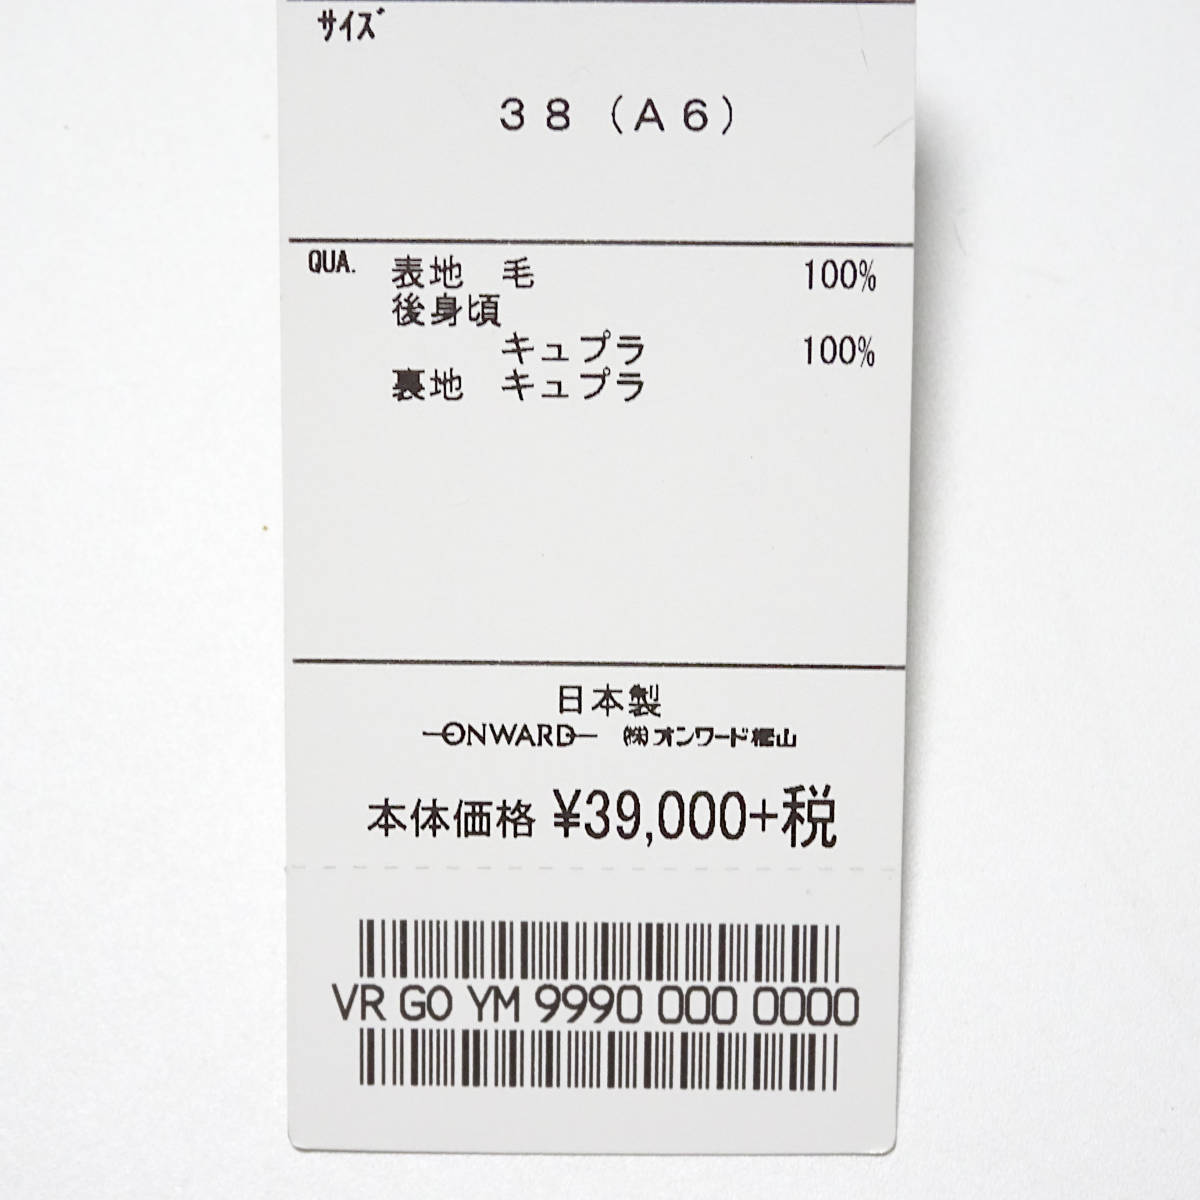 サイズ
３８（Ａ６）
QUA. 表地 毛 100%
後身頃
キュプラ 100%
裏地 キュプラ
日本製
ONWARD ㈱オンワード樫山
本体価格 ¥39,000+税
VR GO YM 9990 000 0000